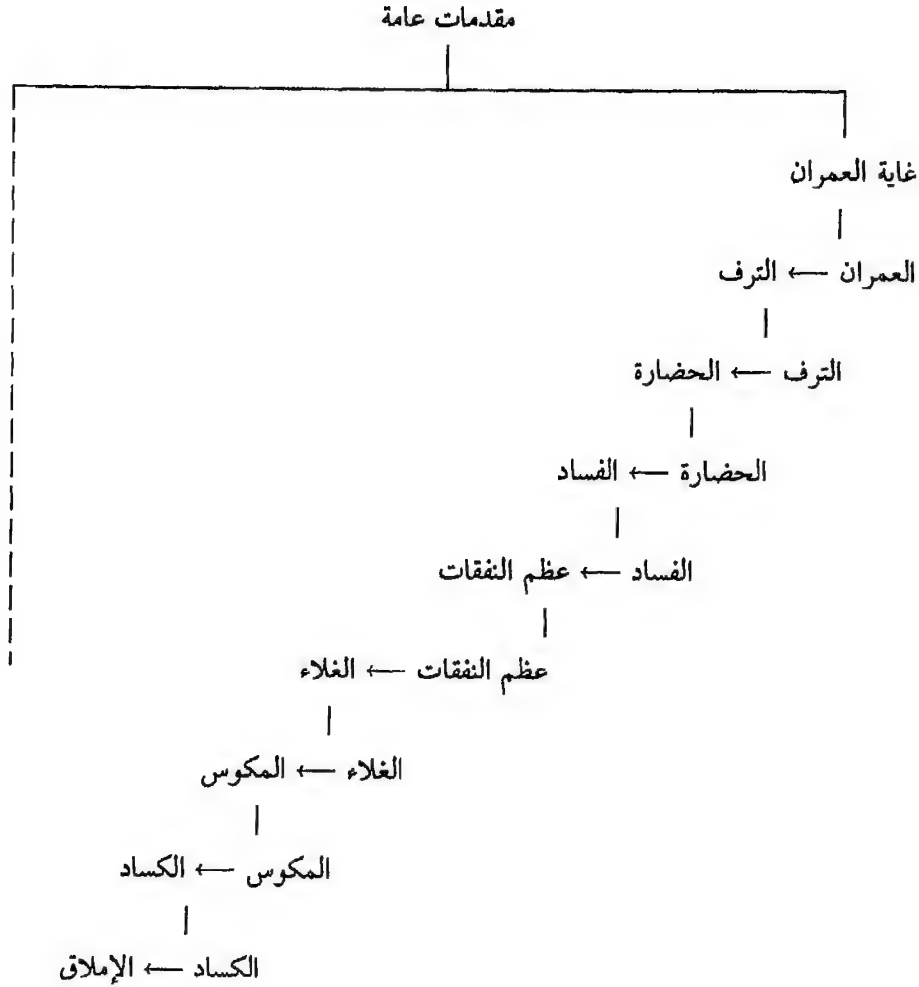 مقدمات عامة
غاية العمران
العمران ← الترف
الترف ← الحضارة
الحضارة ← الفساد
الفساد ← عظم النفقات
عظم النفقات ← الغلاء
الغلاء ← المكوس
المكوس ← الكساد
الكساد ← الإملاق